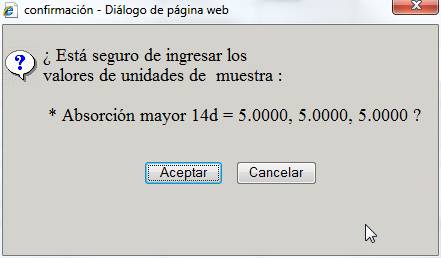 confirmación - Diálogo de página web
¿ Está seguro de ingresar los
valores de unidades de muestra :
* Absorción mayor 14d = 5.0000, 5.0000, 5.0000 ?
Aceptar
Cancelar